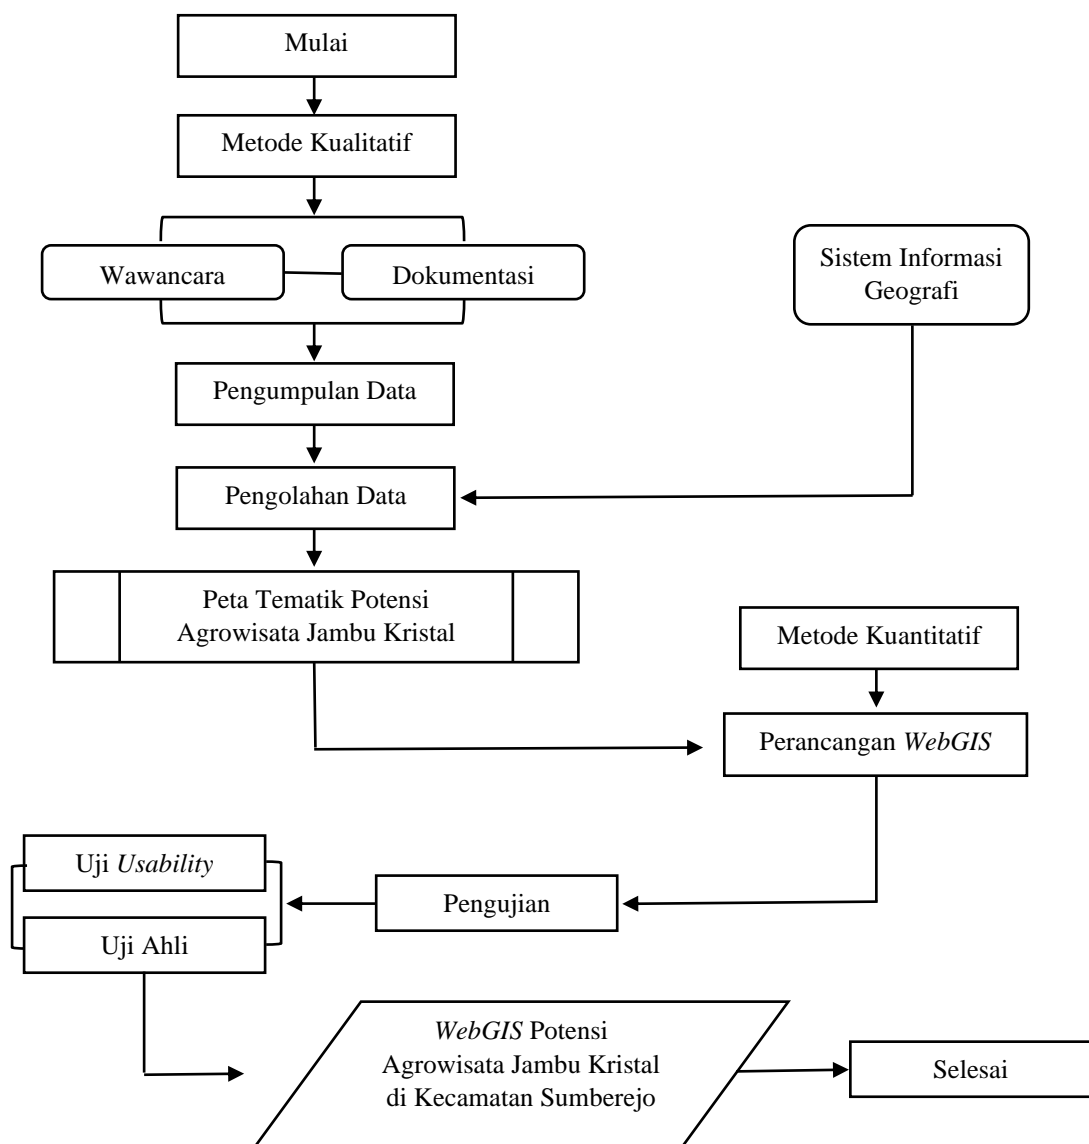 Mulai
Metode Kualitatif
Wawancara
Dokumentasi
Sistem Informasi
Geografi
Pengumpulan Data
Pengolahan Data
Peta Tematik Potensi
Agrowisata Jambu Kristal
Metode Kuantitatif
Perancangan WebGIS
Uji Usability
Pengujian
Uji Ahli
WebGIS Potensi
Agrowisata Jambu Kristal
di Kecamatan Sumberejo
Selesai